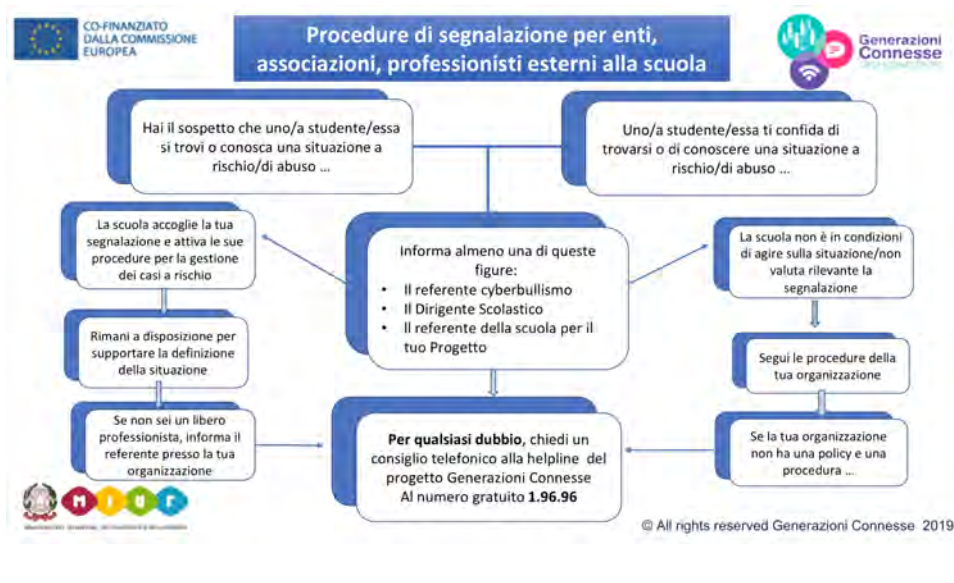 CO-FINANZIATO
DALLA COMMISSIONE
EUROPEA
Procedure di segnalazione per enti,
associazioni, professionisti esterni alla scuola
Generazioni
Connesse
Hai il sospetto che uno/a studente/essa
si trovi o conosca una situazione a
rischio/di abuso ...
Uno/a studente/essa ti confida di
trovarsi o di conoscere una situazione a
rischio/di abuso ...
La scuola accoglie la tua
segnalazione e attiva le sue
procedure per la gestione
dei casi a rischio
Informa almeno una di queste
figure:
• Il referente cyberbullismo
• Il Dirigente Scolastico
• Il referente della scuola per il
tuo Progetto
La scuola non è in condizioni
di agire sulla situazione/non
valuta rilevante la
segnalazione
Rimani a disposizione per
supportare la definizione
della situazione
Segui le procedure della
tua organizzazione
Se non sei un libero
professionista, informa il
referente presso la tua
organizzazione
Per qualsiasi dubbio, chiedi un
consiglio telefonico alla helpline del
progetto Generazioni Connesse
Al numero gratuito 1.96.96
Se la tua organizzazione
non ha una policy e una
procedura ...
MIUR
© All rights reserved Generazioni Connesse 2019